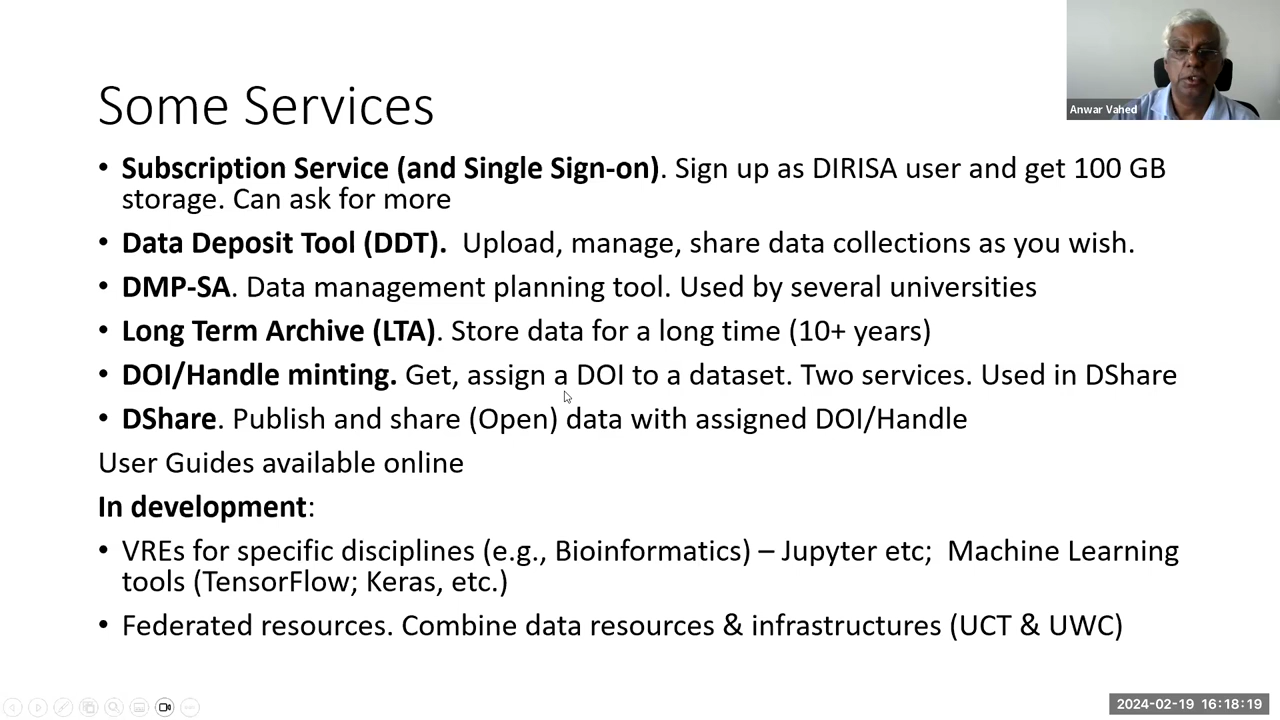 Anwar Vahed
Some Services
• Subscription Service (and Single Sign-on). Sign up as DIRISA user and get 100 GB
storage. Can ask for more
• Data Deposit Tool (DDT).  Upload, manage, share data collections as you wish.
• DMP-SA. Data management planning tool. Used by several universities
• Long Term Archive (LTA). Store data for a long time (10+ years)
• DOI/Handle minting. Get, assign a DOI to a dataset. Two services. Used in DShare
• DShare. Publish and share (Open) data with assigned DOI/Handle
User Guides available online
In development:
• VREs for specific disciplines (e.g., Bioinformatics) – Jupyter etc;  Machine Learning
tools (TensorFlow; Keras, etc.)
• Federated resources. Combine data resources & infrastructures (UCT & UWC)
2024-02-19 16:18:19